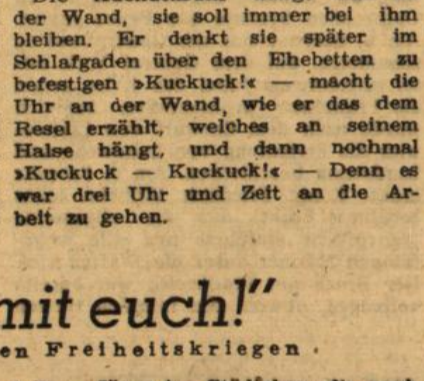 der Wand, sie soll immer bei ihm
bleiben. Er denkt sie später im
Schlafgaden über den Ehebetten zu
befestigen »Kuckuck!« — macht die
Uhr an der Wand, wie er das dem
Resel erzählt, welches an seinem
Halse hängt, und dann nochmal
»Kuckuck — Kuckuck!« — Denn es
war drei Uhr und Zeit an die Ar-
beit zu gehen.
mit euch!"
en Freiheitskriegen